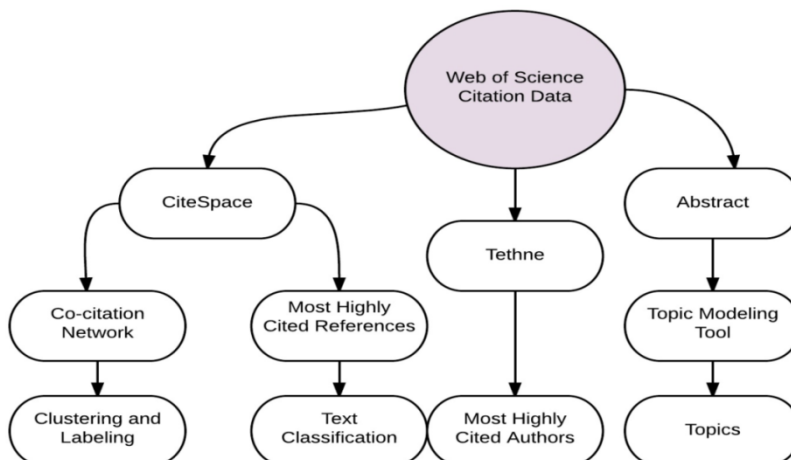 Web of Science
Citation Data
CiteSpace
Abstract
Tethne
Co-citation
Network
Most Highly
Cited References
Topic Modeling
Tool
Clustering and
Labeling
Text
Classification
Most Highly
Cited Authors
Topics